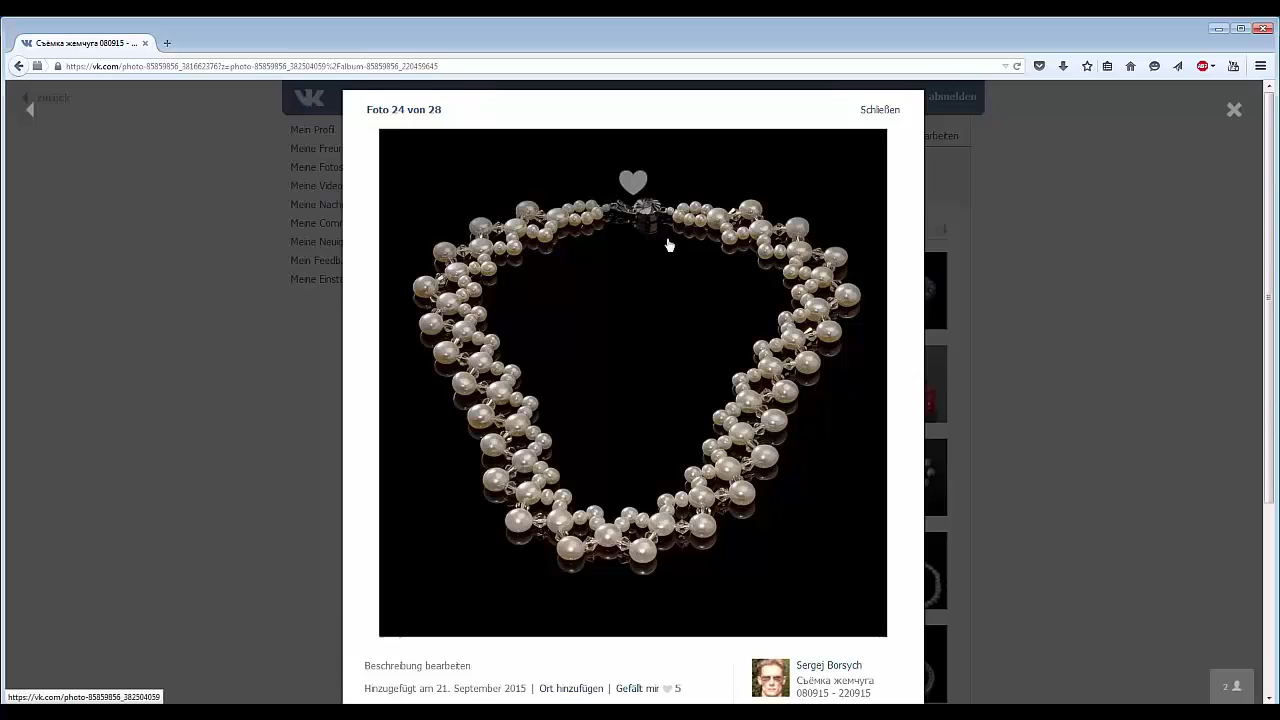 Съёмка жемчуга 080915 - ...
https://vk.com/photo-85859856_381662376?z=photo-85859856_382504059%2Falbum-85859856_220459645
zurück
abmelden
Foto 24 von 28
Schließen
Mein Profil
Meine Freun
Meine Fotos
Meine Video
Meine Nach
Meine Comm
Meine Neuig
Mein Feedb
Meine Einste
arbeiten
Beschreibung bearbeiten
Hinzugefügt am 21. September 2015 | Ort hinzufügen | Gefällt mir 5
Sergej Borsych
Съёмка жемчуга
080915 - 220915
2
https://vk.com/photo-85859856_382504059